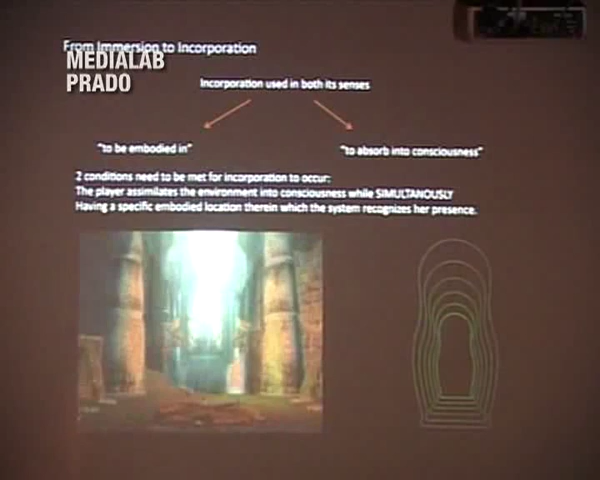 From Immersion to Incorporation
MEDIALAB
PRADO
Incorporation used in both its senses
"to be embodied in"
"to absorb into consciousness"
2 conditions need to be met for incorporation to occur:
The player assimilates the environment into consciousness while SIMULTANOUSLY
Having a specific embodied location therein which the system recognizes her presence.